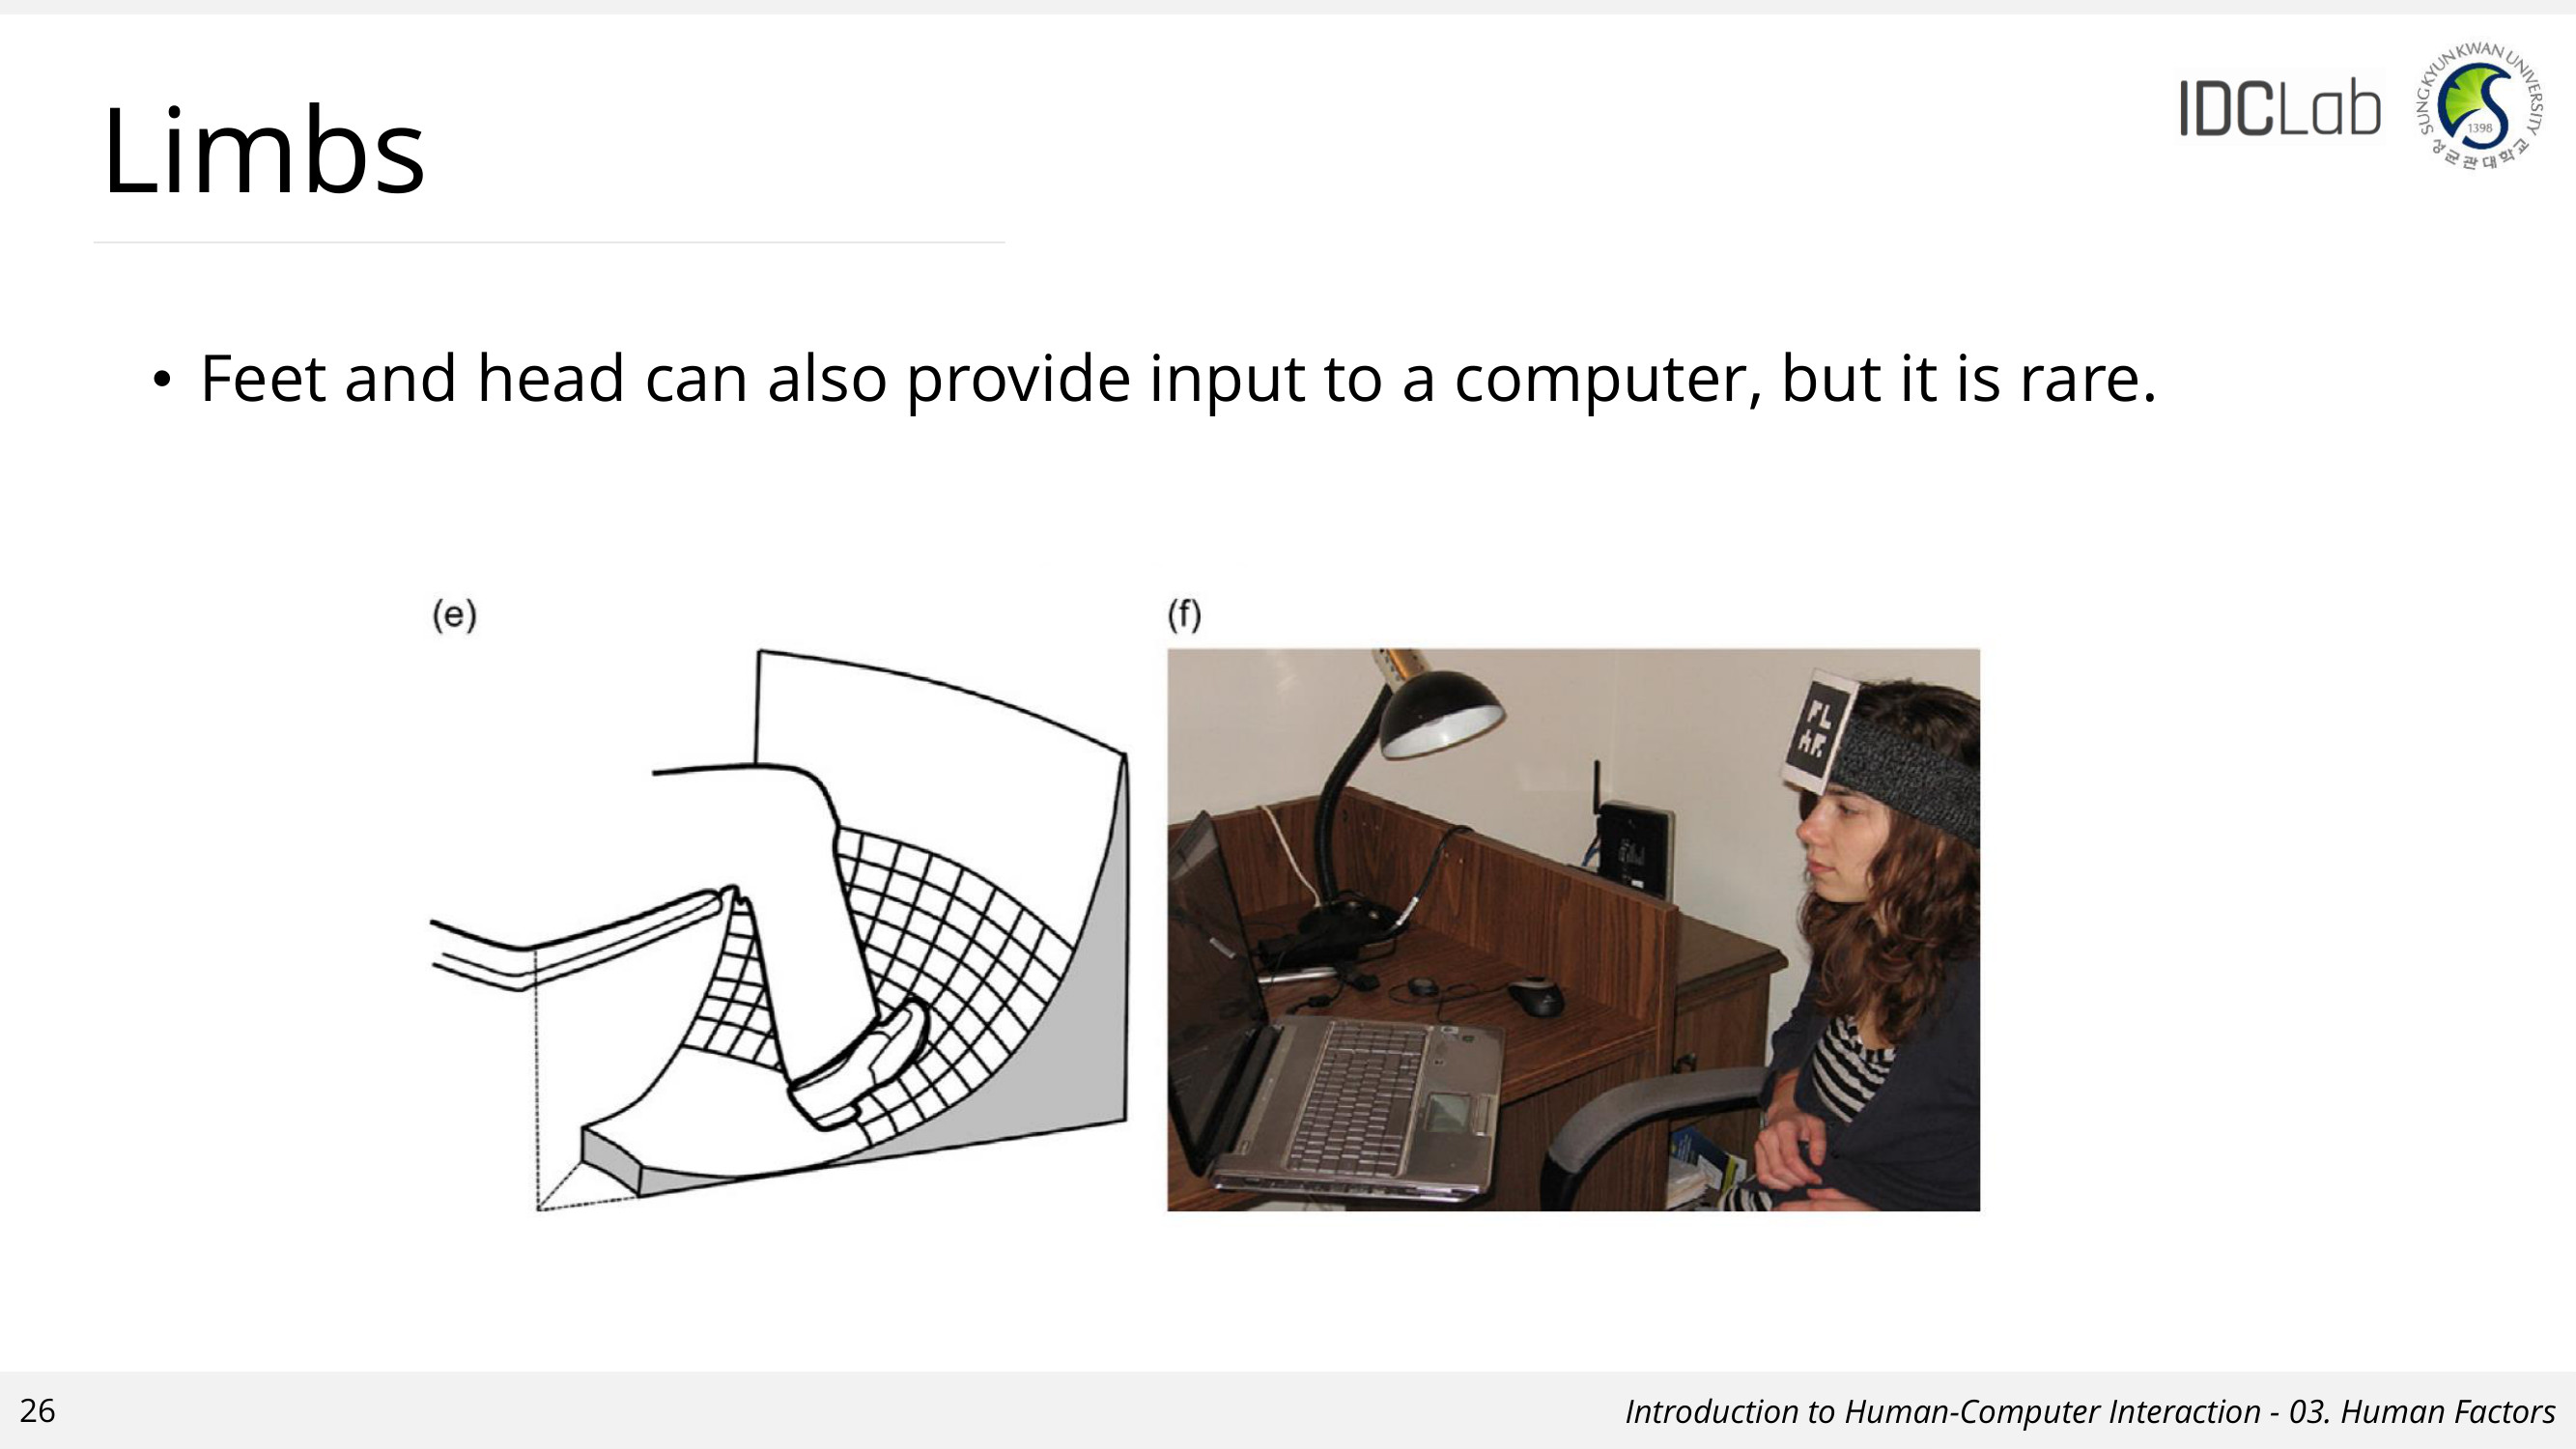 Limbs
IDCLab
SUNGKYUNKWAN UNIVERSITY
1398
성균관대학교
• Feet and head can also provide input to a computer, but it is rare.
(e)
(f)
FL
AR
26
Introduction to Human-Computer Interaction - 03. Human Factors